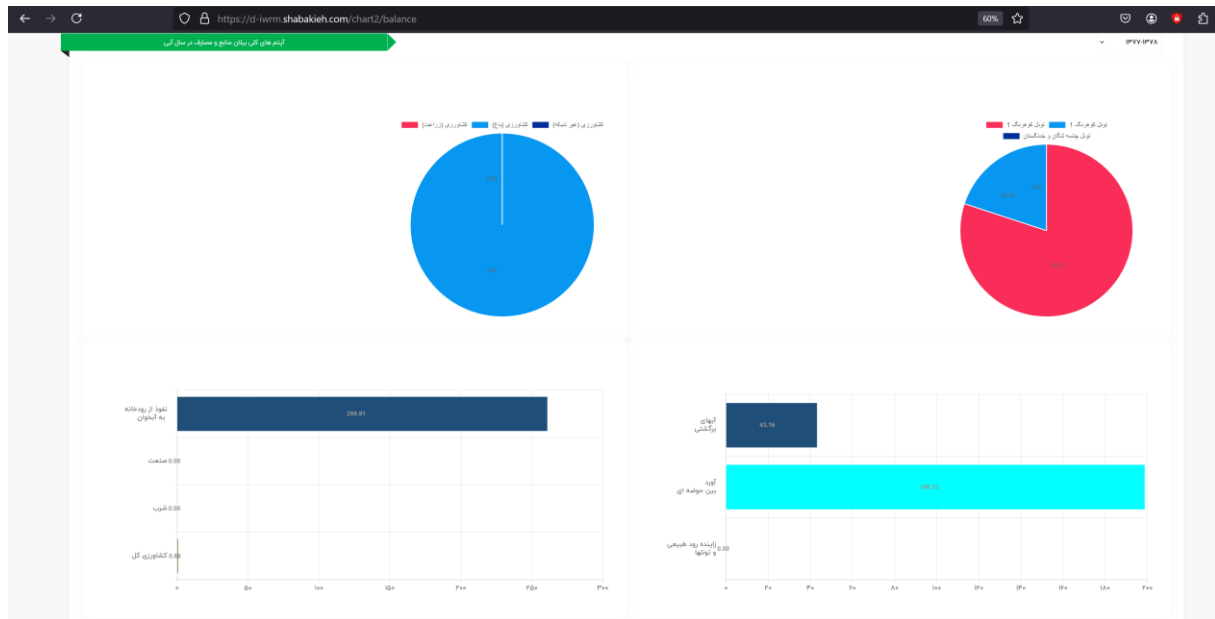 https://d-iwrm.shabakieh.com/chart2/balance
60%
آیتم های کلی بیلان منابع و مصارف در سال آبی
۱۳۷۷-۱۳۷۸
تونل کوهرنگ 1
تونل کوهرنگ 1
تونل چشمه لنگان و خدنگستان
کشاورزی (غیر شبکه)
کشاورزی (باغ)
کشاورزی (زراعت)
آبهای
برگشتی
43.16
آورد
بین حوضه ای
زاینده رود طبیعی
و تونلها
0.00
۰ ۲۰ ۴۰ ۶۰ ۸۰ ۱۰۰ ۱۲۰ ۱۴۰ ۱۶۰ ۱۸۰ ۲۰۰
نفوذ از رودخانه
به آبخوان
صنعت
0.00
شرب
0.00
کشاورزی کل
۰ ۵۰ ۱۰۰ ۱۵۰ ۲۰۰ ۲۵۰ ۳۰۰